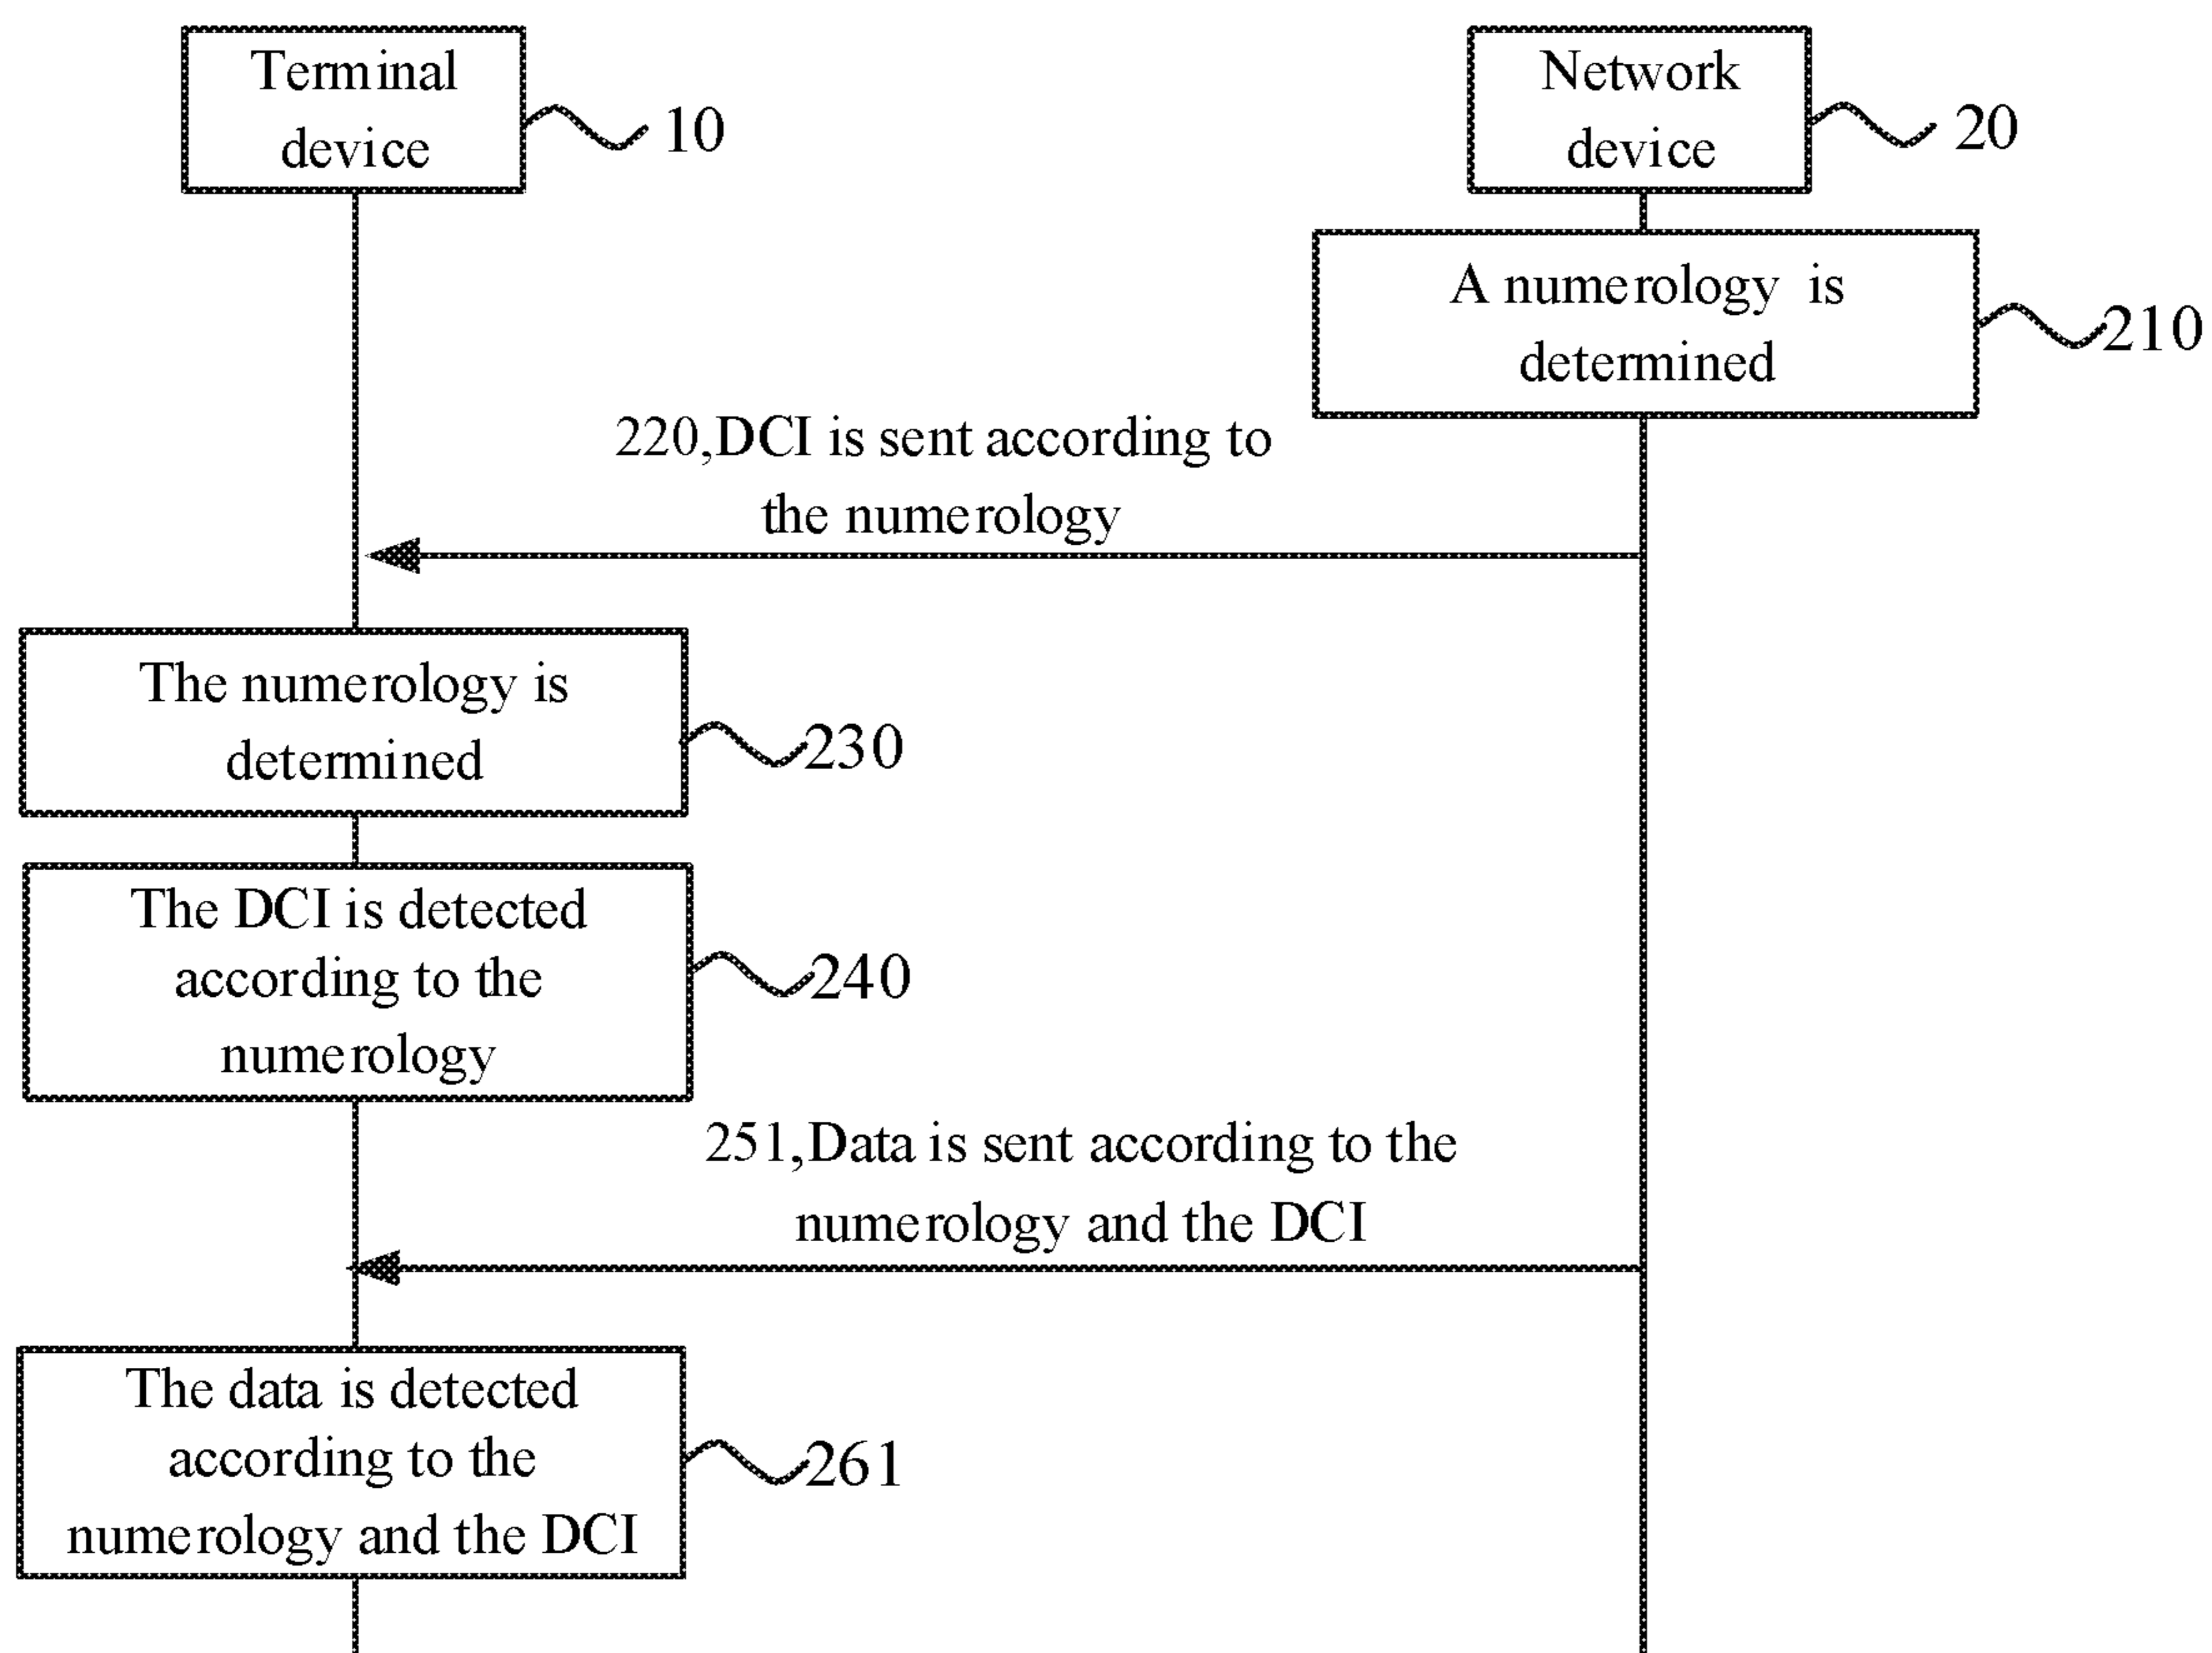 Terminal
device
10
Network
device
20
A numerology is
determined
210
220,DCI is sent according to
the numerology
The numerology is
determined
230
The DCI is detected
according to the
numerology
240
251,Data is sent according to the
numerology and the DCI
The data is detected
according to the
numerology and the DCI
261